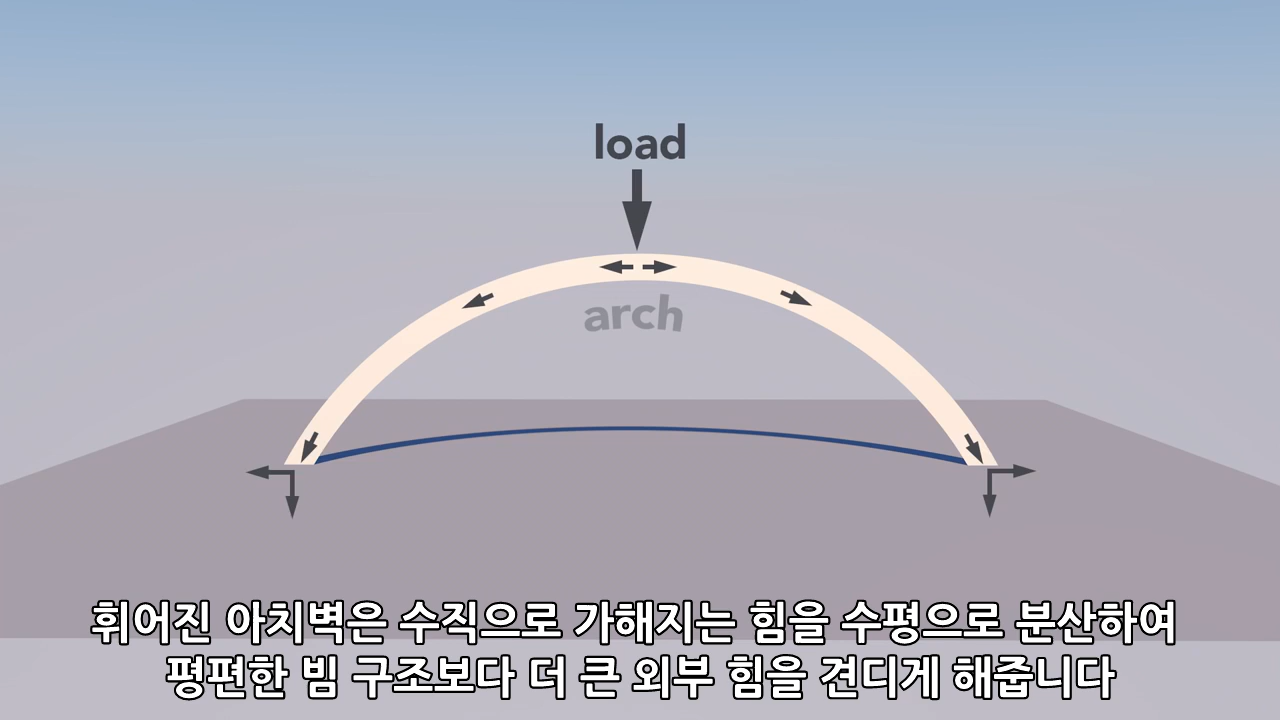 load
arch
휘어진 아치벽은 수직으로 가해지는 힘을 수평으로 분산하여
평편한 빔 구조보다 더 큰 외부 힘을 견디게 해줍니다